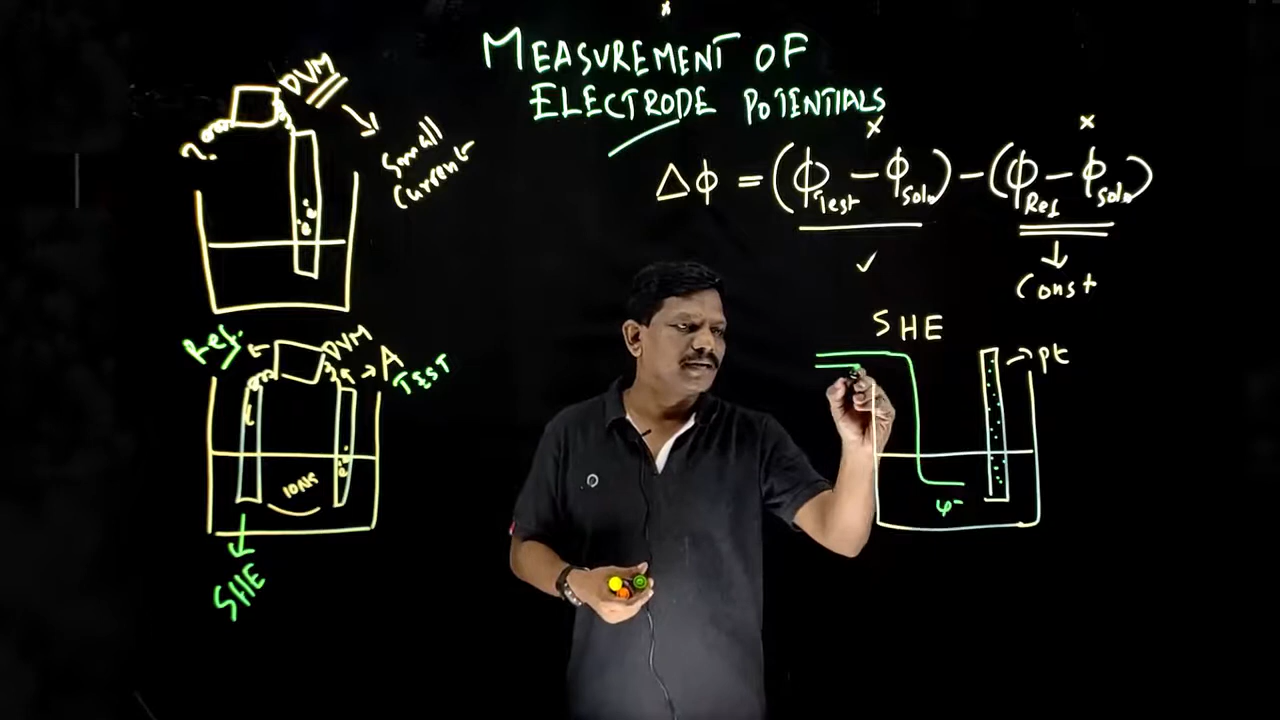 MEASUREMENT OF
ELECTRODE POTENTIALS
Δϕ = (ϕTest − ϕSoln) − (ϕRef − ϕSoln)
x
x
✓
↓
Const
DVM
?
Small
Current
Ref.
DVM
A
TEST
IONS
SHE
SHE
Pt